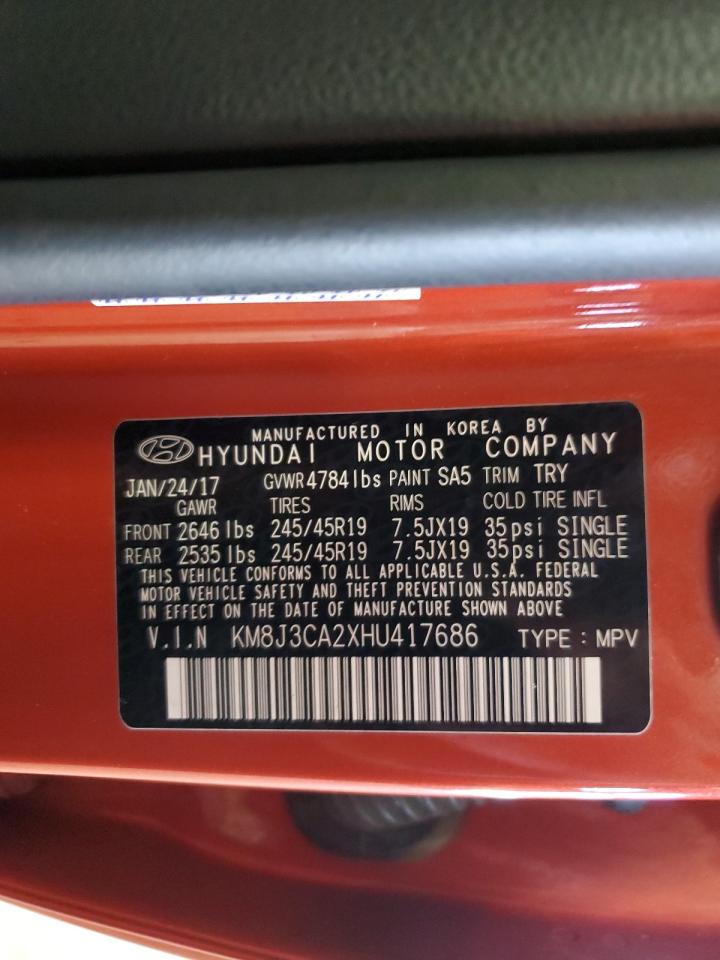 MANUFACTURED IN KOREA BY
HYUNDAI MOTOR COMPANY
JAN/24/17 GVWR 4784 lbs PAINT SA5 TRIM TRY
GAWR TIRES RIMS COLD TIRE INFL
FRONT 2646 lbs 245/45R19 7.5JX19 35psi SINGLE
REAR 2535 lbs 245/45R19 7.5JX19 35psi SINGLE
THIS VEHICLE CONFORMS TO ALL APPLICABLE U.S.A. FEDERAL
MOTOR VEHICLE SAFETY AND THEFT PREVENTION STANDARDS
IN EFFECT ON THE DATE OF MANUFACTURE SHOWN ABOVE
V.I.N KM8J3CA2XHU417686 TYPE : MPV